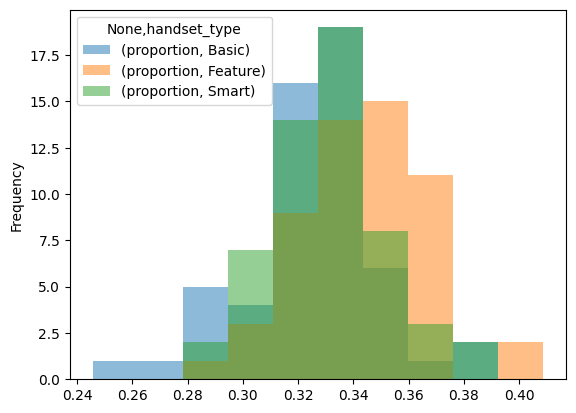 None,handset_type
(proportion, Basic)
(proportion, Feature)
(proportion, Smart)
Frequency
17.5
15.0
12.5
10.0
7.5
5.0
2.5
0.0
0.24 0.26 0.28 0.30 0.32 0.34 0.36 0.38 0.40